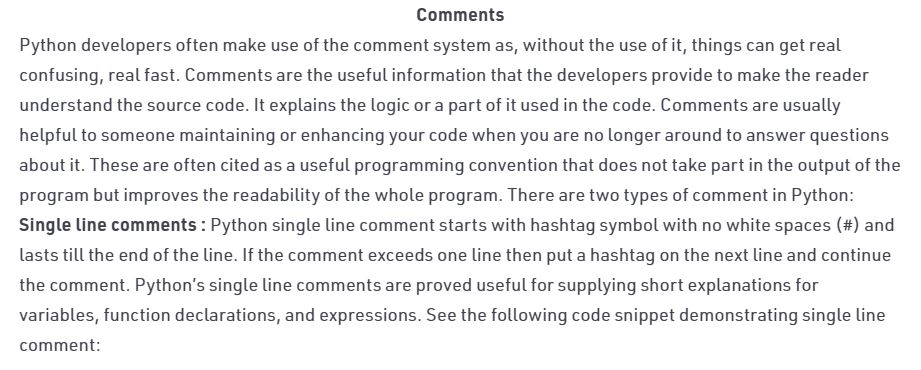 Comments
Python developers often make use of the comment system as, without the use of it, things can get real
confusing, real fast. Comments are the useful information that the developers provide to make the reader
understand the source code. It explains the logic or a part of it used in the code. Comments are usually
helpful to someone maintaining or enhancing your code when you are no longer around to answer questions
about it. These are often cited as a useful programming convention that does not take part in the output of the
program but improves the readability of the whole program. There are two types of comment in Python:
Single line comments : Python single line comment starts with hashtag symbol with no white spaces (#) and
lasts till the end of the line. If the comment exceeds one line then put a hashtag on the next line and continue
the comment. Python’s single line comments are proved useful for supplying short explanations for
variables, function declarations, and expressions. See the following code snippet demonstrating single line
comment: